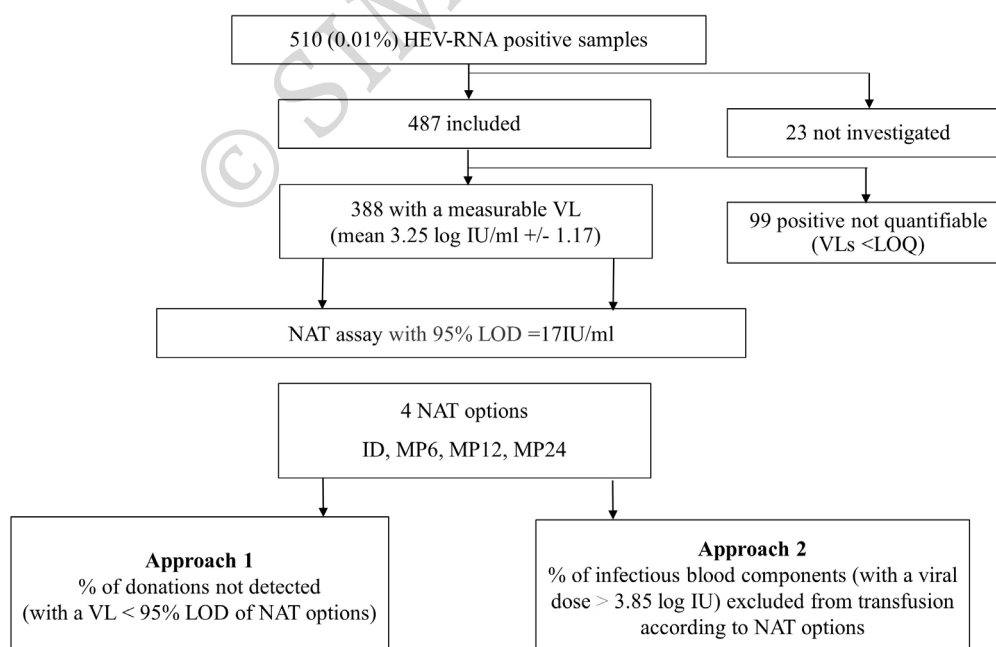 510 (0.01%) HEV-RNA positive samples
487 included
23 not investigated
388 with a measurable VL
(mean 3.25 log IU/ml +/- 1.17)
99 positive not quantifiable
(VLs <LOQ)
NAT assay with 95% LOD =17IU/ml
4 NAT options
ID, MP6, MP12, MP24
Approach 1
% of donations not detected
(with a VL < 95% LOD of NAT options)
Approach 2
% of infectious blood components (with a viral
dose > 3.85 log IU) excluded from transfusion
according to NAT options